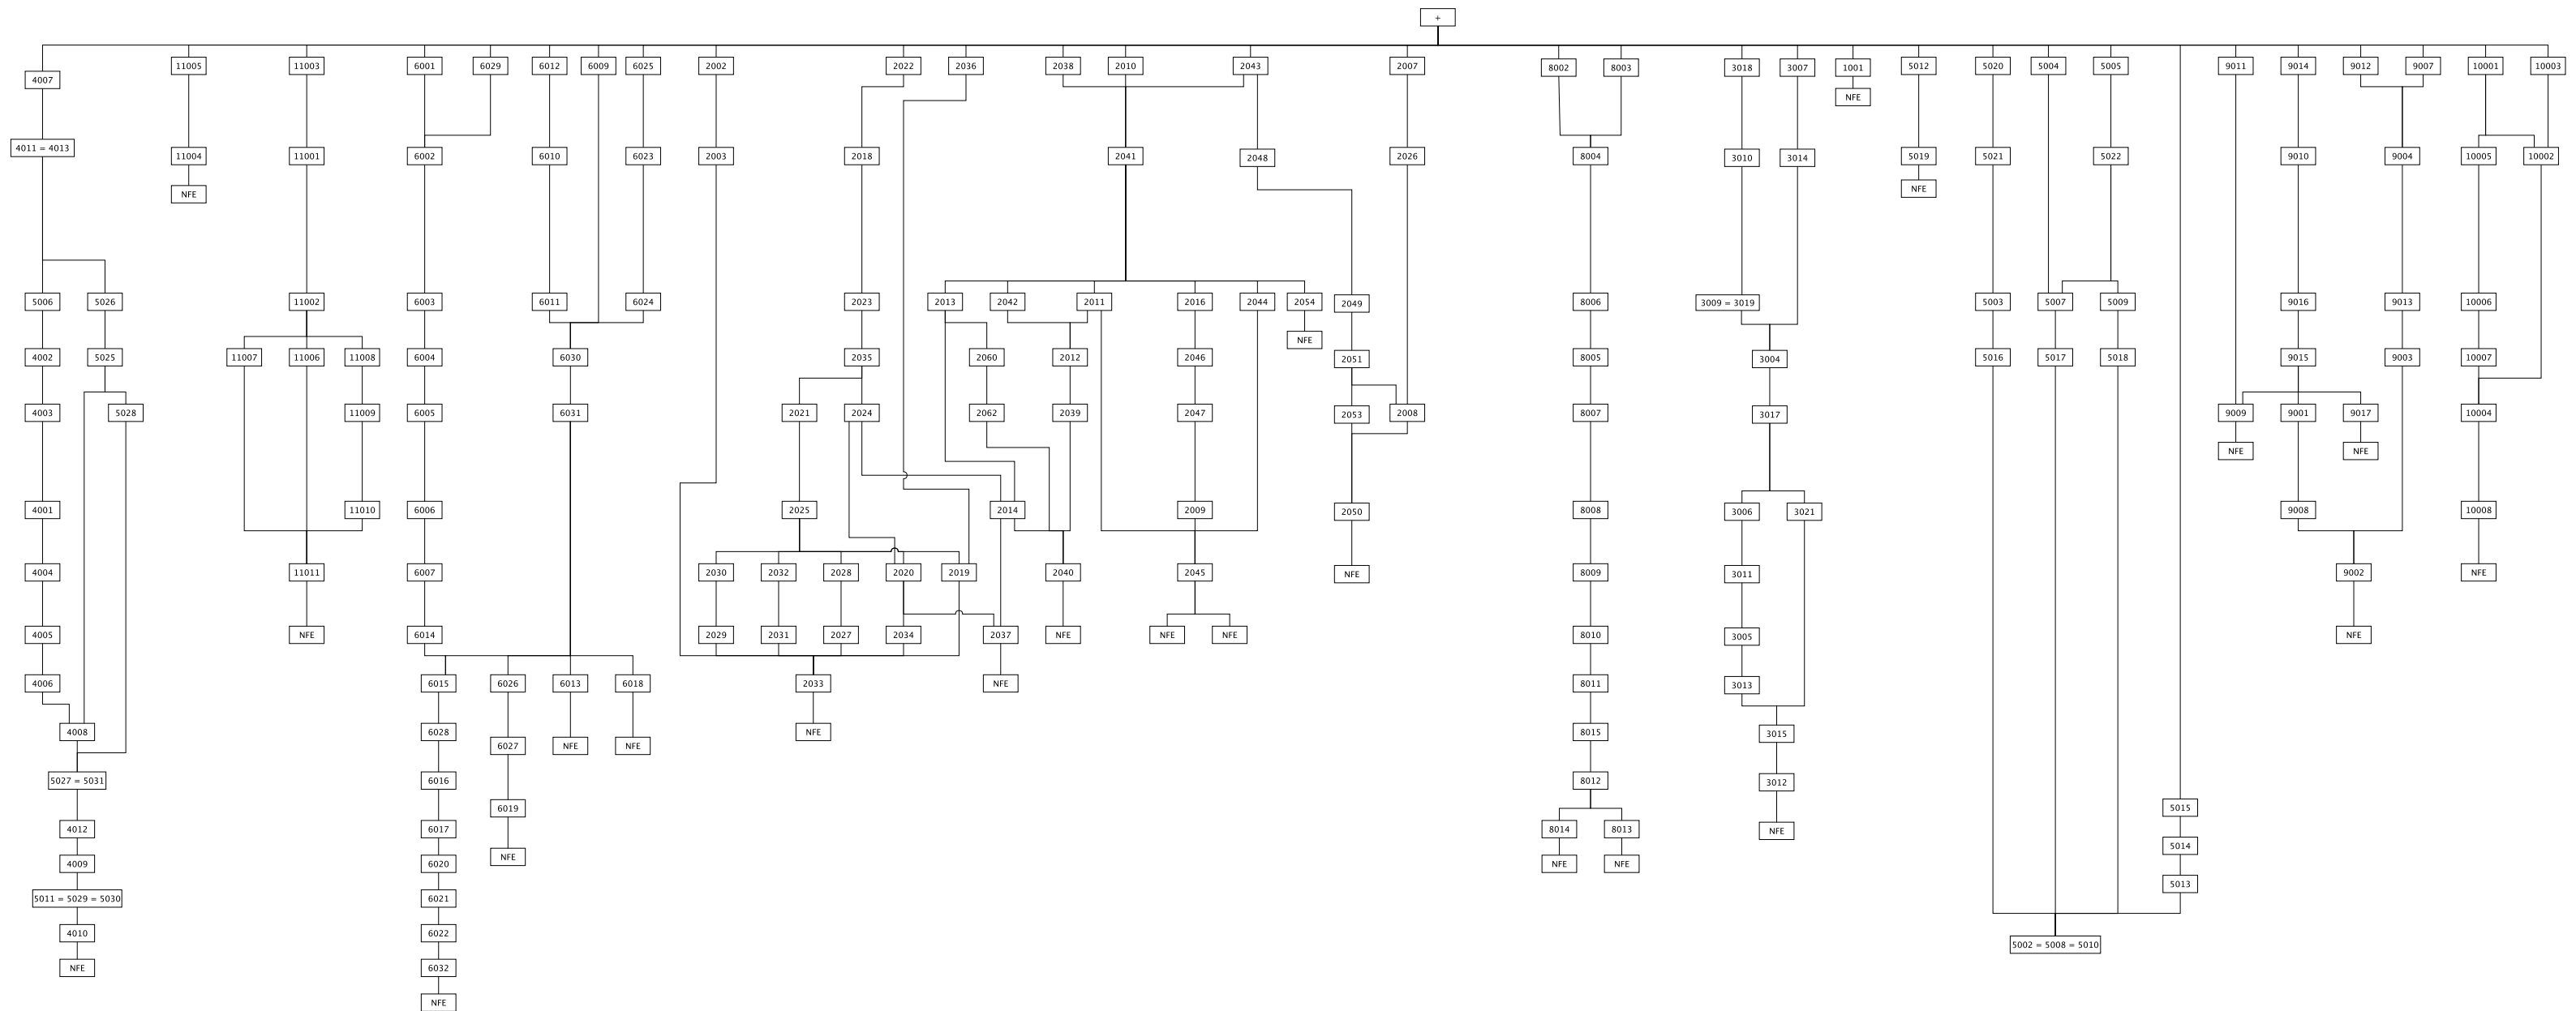 +
4007 11005 11003 6001 6029 6012 6009 6025 2002 2022 2036 2038 2010 2043 2007 8002 8003 3018 3007 1001 5012 5020 5004 5005 9011 9014 9012 9007 10001 10003
NFE
4011 = 4013 11004 11001 6002 6010 6023 2003 2018 2041 2048 2026 8004 3010 3014 5019 5021 5022 9010 9004 10005 10002
NFE NFE
5006 5026 11002 6003 6011 6024 2023 2013 2042 2011 2016 2044 2054 2049 8006 3009 = 3019 5003 5007 5009 9016 9013 10006
NFE
4002 5025 11007 11006 11008 6004 6030 2035 2060 2012 2046 2051 8005 3004 5016 5017 5018 9015 9003 10007
4003 5028 11009 6005 6031 2021 2024 2062 2039 2047 2053 2008 8007 3017 9009 9001 9017 10004
NFE NFE
4001 11010 6006 2025 2014 2009 2050 8008 3006 3021 9008 10008
4004 11011 6007 2030 2032 2028 2020 2019 2040 2045 NFE 8009 3011 9002 NFE
4005 NFE 6014 2029 2031 2027 2034 2037 NFE NFE NFE 8010 3005 NFE
4006 6015 6026 6013 6018 2033 NFE 8011 3013
4008 6028 6027 NFE NFE NFE 8015 3015
5027 = 5031 6016 8012 3012
6019 5015
4012 6017 8014 8013 NFE
5014
4009 6020 NFE NFE NFE
5013
5011 = 5029 = 5030 6021
4010 6022 5002 = 5008 = 5010
NFE 6032
NFE